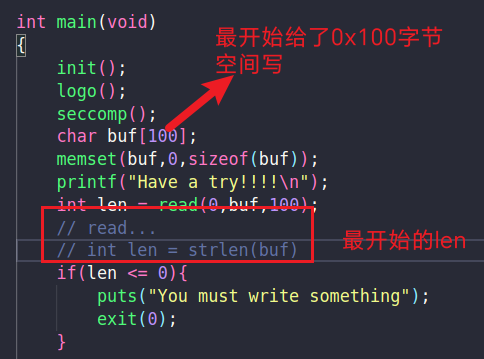 int main(void)
{
最开始给了0x100字节
空间写
init();
logo();
seccomp();
char buf[100];
memset(buf,0,sizeof(buf));
printf("Have a try!!!!\n");
int len = read(0,buf,100);
// read...
// int len = strlen(buf)
最开始的len
if(len <= 0){
puts("You must write something");
exit(0);
}